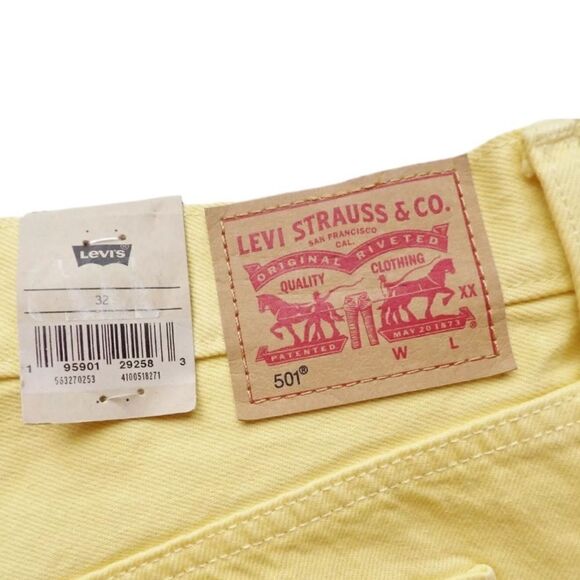 LEVI'S®
32
1 95901 29258 3
563270253 4100518271
LEVI STRAUSS & CO.
SAN FRANCISCO
CAL.
ORIGINAL RIVETED
QUALITY CLOTHING
XX
PATENTED MAY 20 1873
501® W L